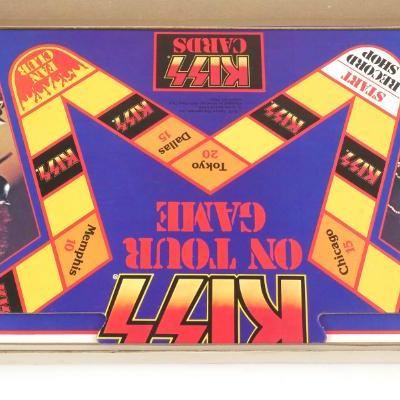 KISS®
ON TOUR
GAME
KISS
CARDS
START
RECORD
SHOP
KISS
Chicago
15
KISS
Tokyo
20
Dallas
15
KISS
KISS
Memphis
10
FAN
CLUB